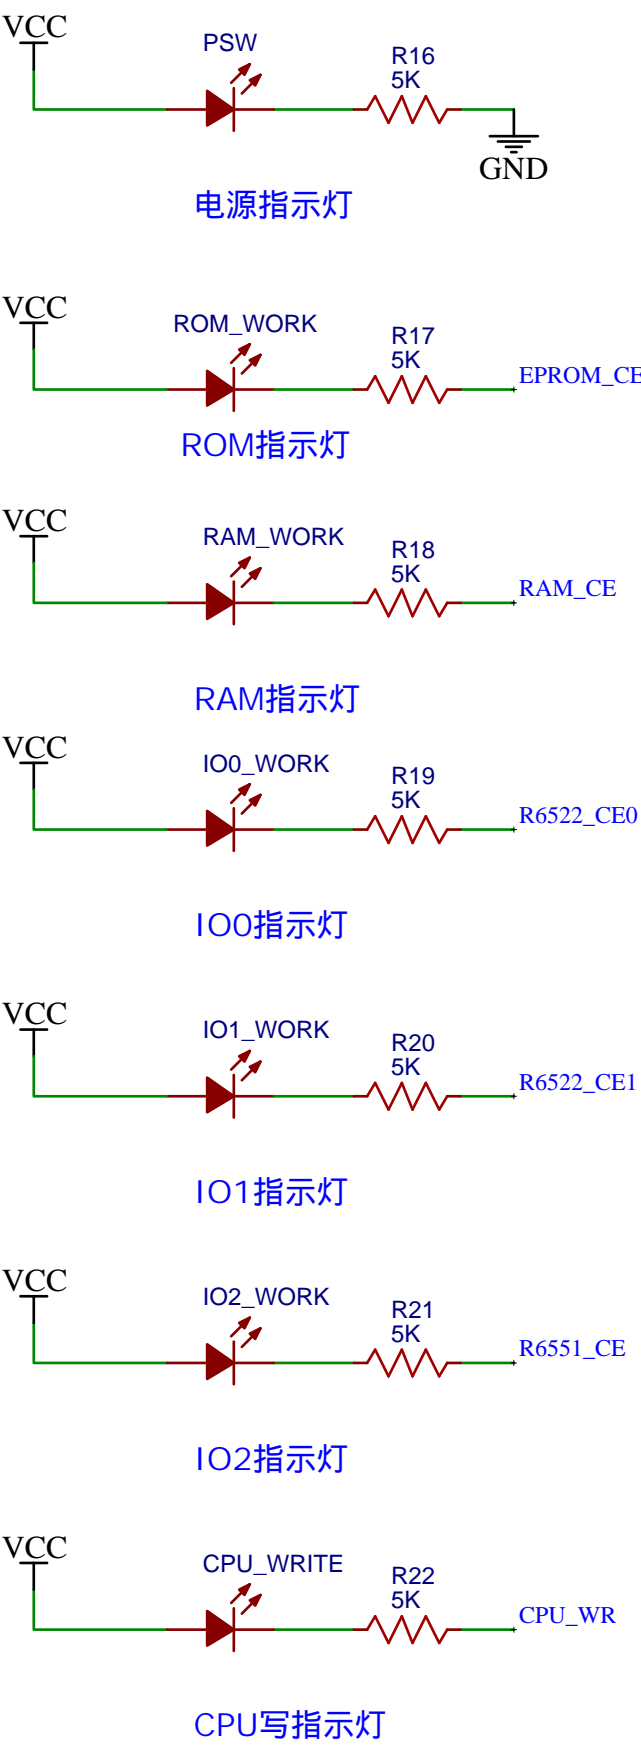 VCC
PSW
R16
5K
GND
电源指示灯
VCC
ROM_WORK
R17
5K
EPROM_CE
ROM指示灯
VCC
RAM_WORK
R18
5K
RAM_CE
RAM指示灯
VCC
IO0_WORK
R19
5K
R6522_CE0
IO0指示灯
VCC
IO1_WORK
R20
5K
R6522_CE1
IO1指示灯
VCC
IO2_WORK
R21
5K
R6551_CE
IO2指示灯
VCC
CPU_WRITE
R22
5K
CPU_WR
CPU写指示灯